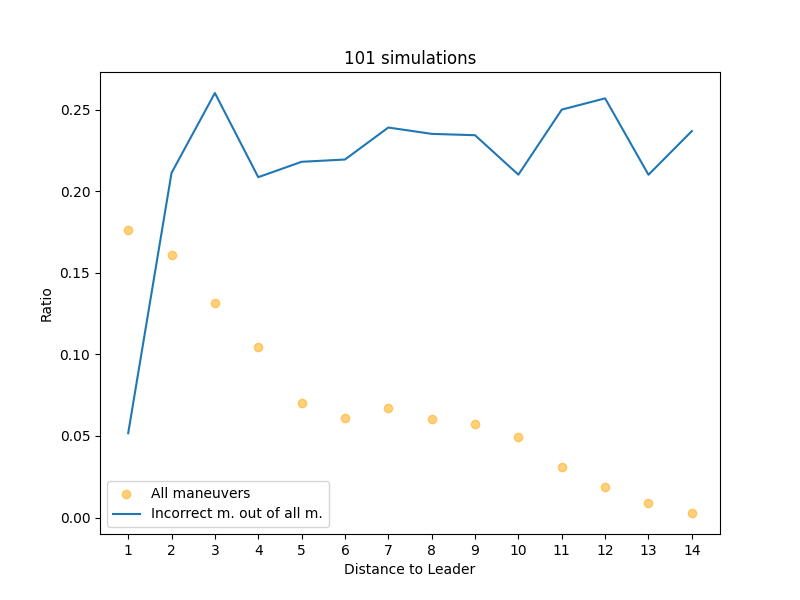 101 simulations
0.25
0.20
0.15
0.10
0.05
0.00
Ratio
All maneuvers
Incorrect m. out of all m.
1 2 3 4 5 6 7 8 9 10 11 12 13 14
Distance to Leader